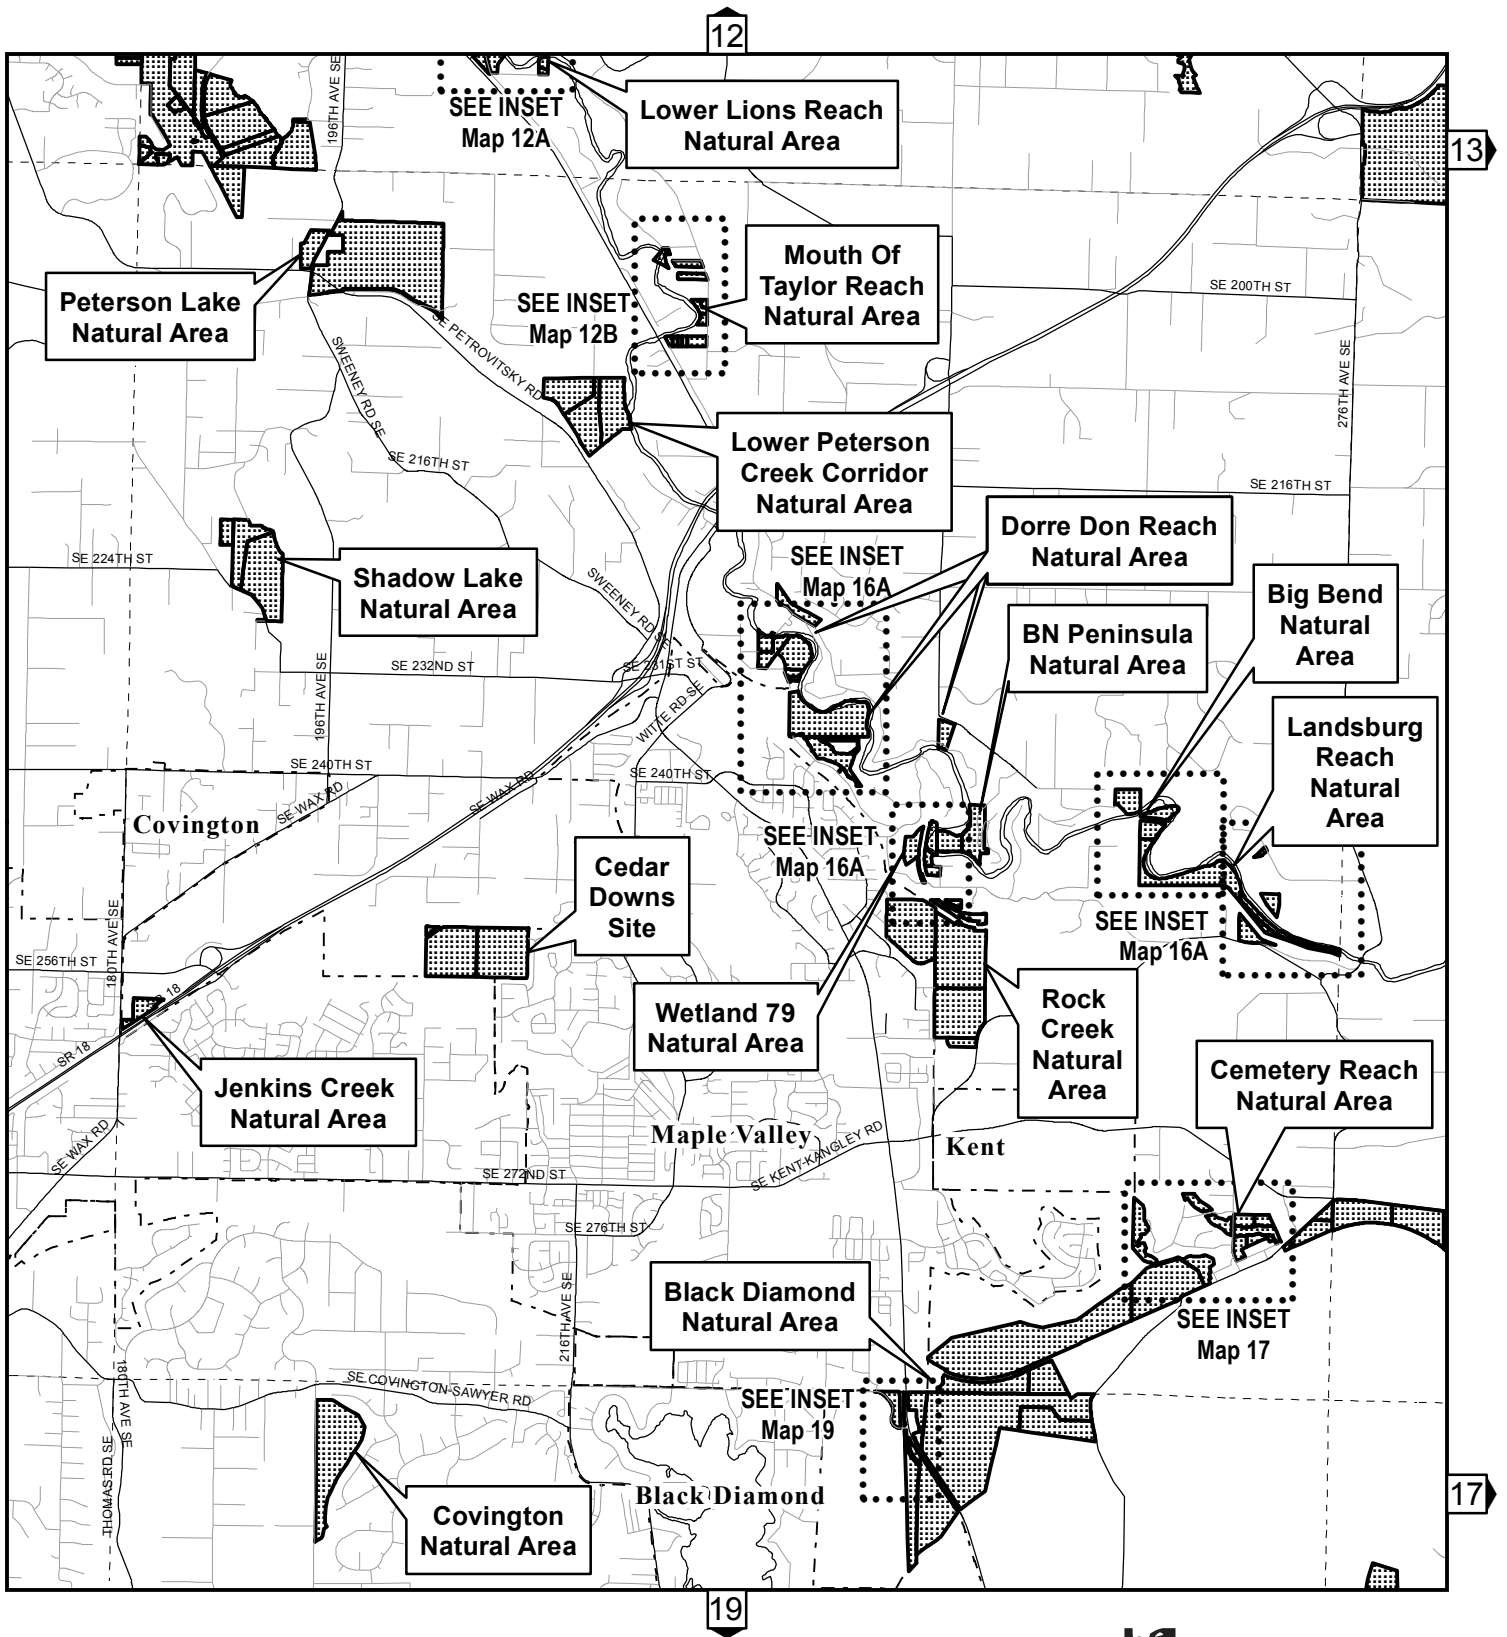 12
196TH AVE SE
SEE INSET
Map 12A
Lower Lions Reach
Natural Area
13
Peterson Lake
Natural Area
SEE INSET
Map 12B
Mouth Of
Taylor Reach
Natural Area
SE 200TH ST
SE PETROVITSKY RD
SWEENEY RD SE
276TH AVE SE
Lower Peterson
Creek Corridor
Natural Area
SE 216TH ST
SE 216TH ST
Dorre Don Reach
Natural Area
SE 224TH ST
Shadow Lake
Natural Area
SEE INSET
Map 16A
SWEENEY RD SE
Big Bend
Natural
Area
BN Peninsula
Natural Area
SE 232ND ST
SE 231ST ST
196TH AVE SE
WITTE RD SE
Landsburg
Reach
Natural
Area
SE 240TH ST
SE 240TH ST
SE WAX RD
SE WAX RD
Covington
SEE INSET
Map 16A
Cedar
Downs
Site
SEE INSET
Map 16A
180TH AVE SE
SE 256TH ST
SR 18
18
Wetland 79
Natural Area
Rock
Creek
Natural
Area
Jenkins Creek
Natural Area
Cemetery Reach
Natural Area
SE WAX RD
Maple Valley
SE KENT-KANGLEY RD
Kent
SE 272ND ST
SE 276TH ST
216TH AVE SE
Black Diamond
Natural Area
SEE INSET
Map 17
180TH AVE SE
SE COVINGTON-SAWYER RD
SEE INSET
Map 19
THOMAS RD SE
Black Diamond
Covington
Natural Area
17
19